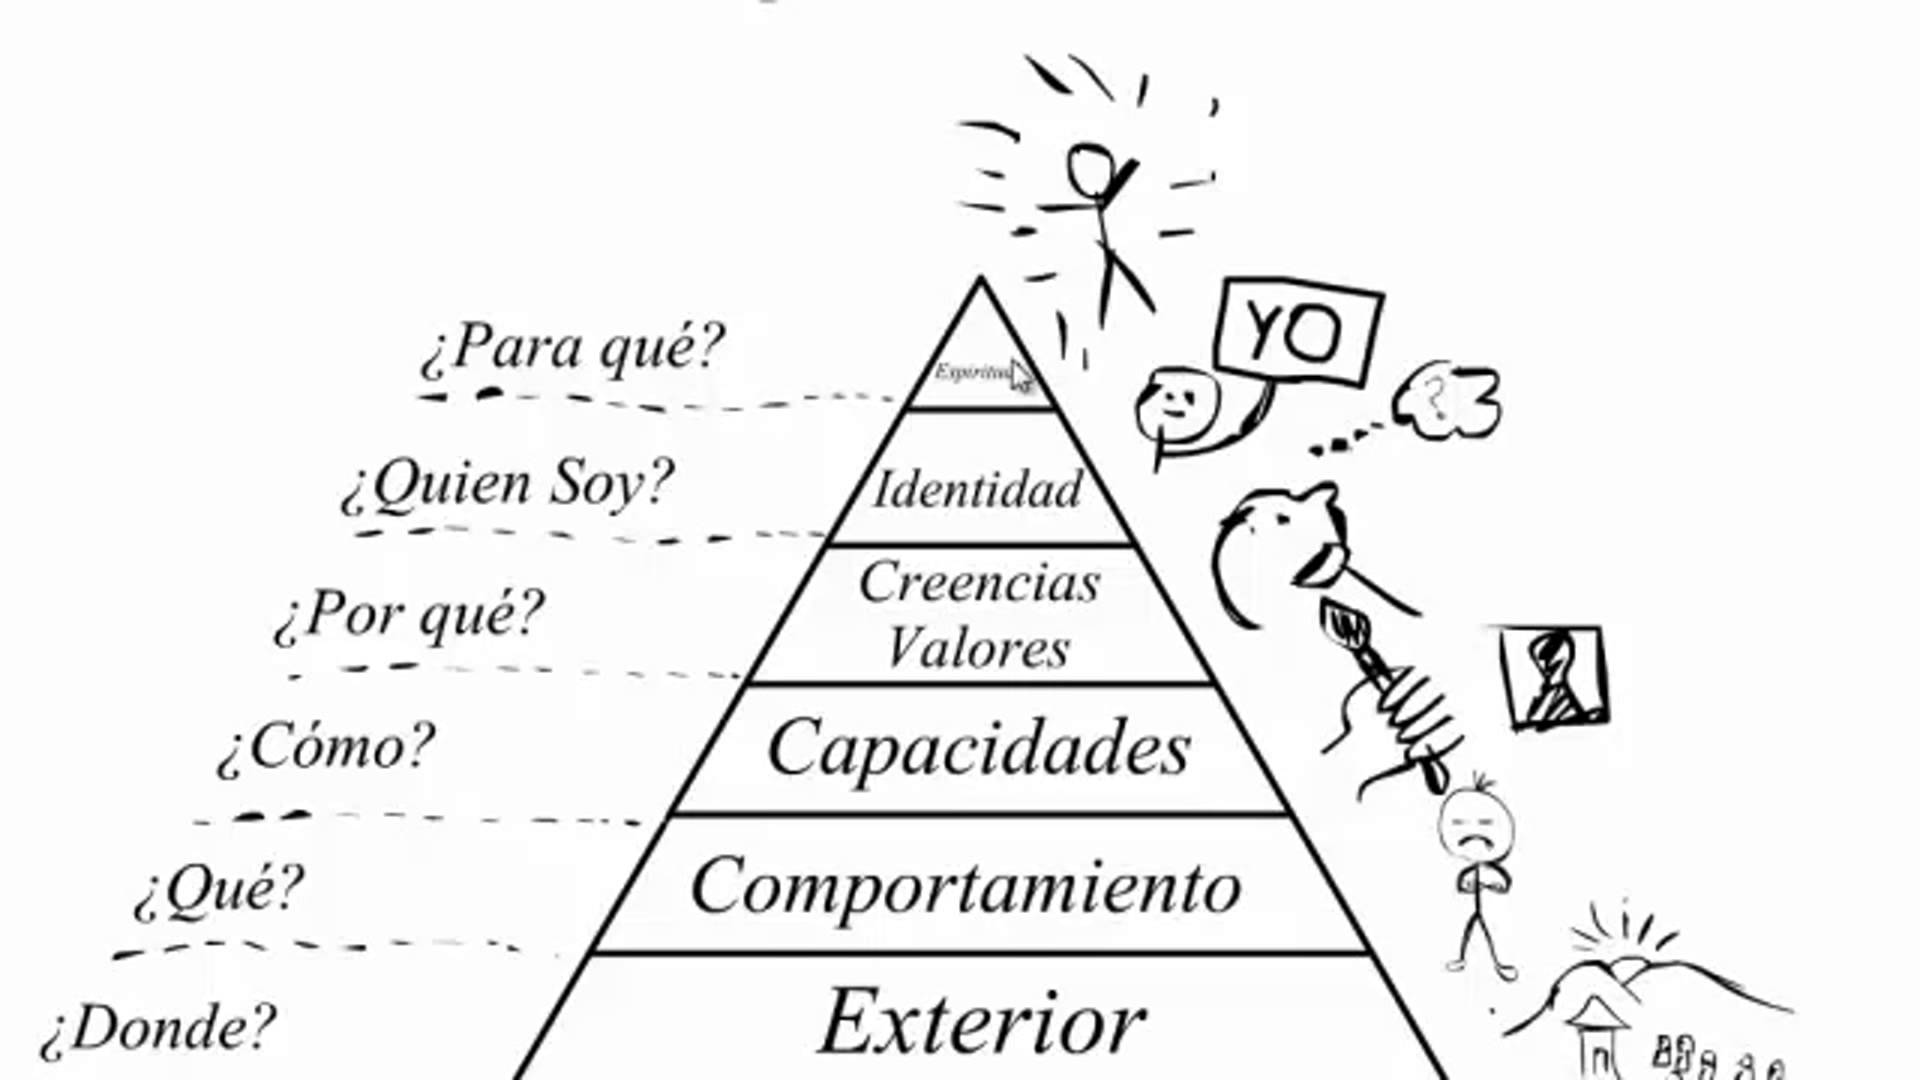 ¿Para qué?
Espiritual
YO
?
¿Quien Soy?
Identidad
¿Por qué?
Creencias
Valores
¿Cómo?
Capacidades
¿Qué?
Comportamiento
¿Donde?
Exterior